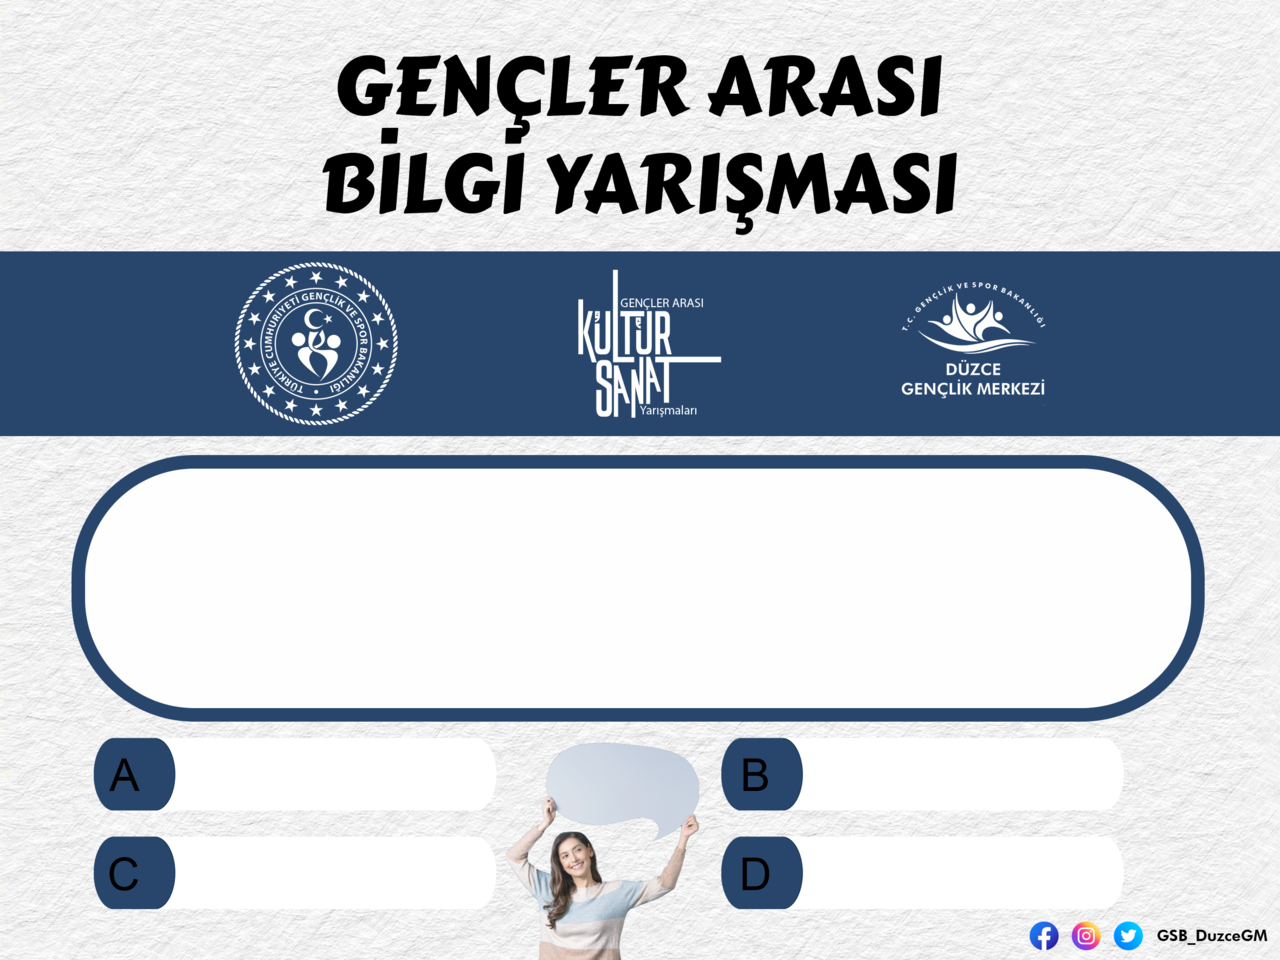 GENÇLER ARASI
BİLGİ YARIŞMASI
TÜRKİYE CUMHURİYETİ GENÇLİK VE SPOR BAKANLIĞI
GENÇLER ARASI
KÜLTÜR
SANAT
Yarışmaları
T.C. GENÇLİK VE SPOR BAKANLIĞI
DÜZCE
GENÇLİK MERKEZİ
A
B
C
D
GSB_DuzceGM